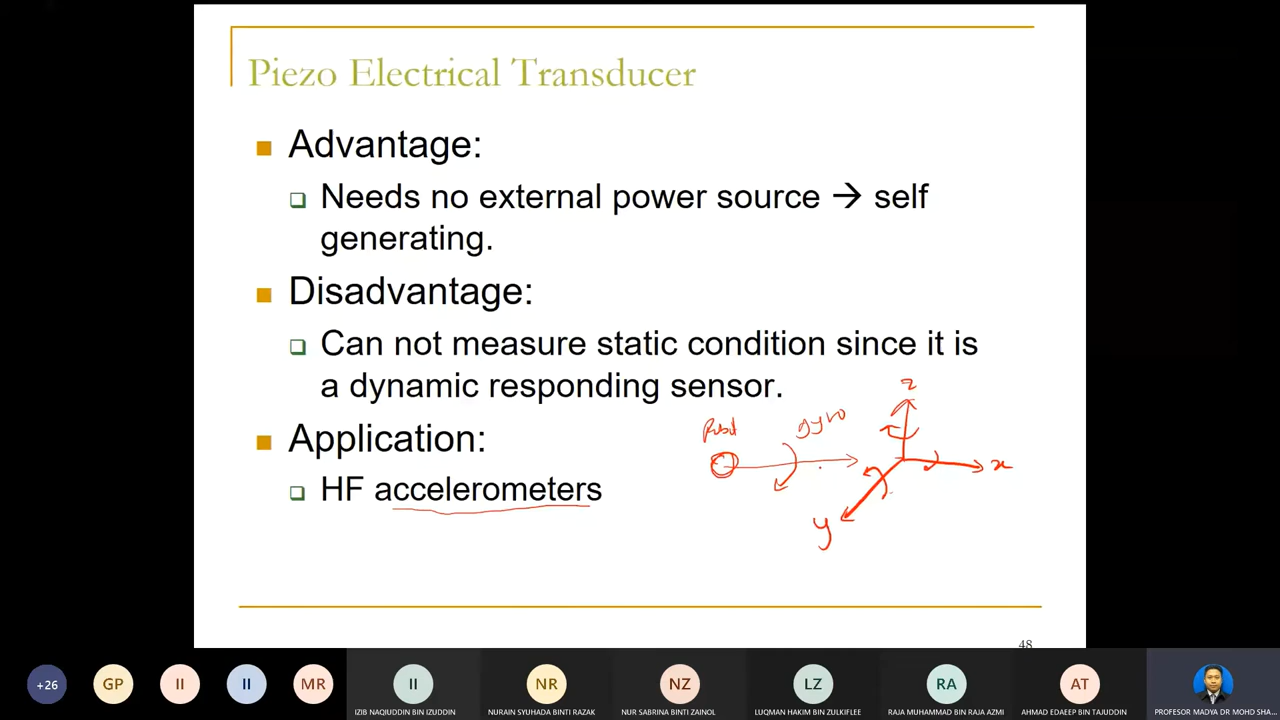 Piezo Electrical Transducer
Advantage:
Needs no external power source → self
generating.
Disadvantage:
Can not measure static condition since it is
a dynamic responding sensor.
Application:
HF accelerometers
gyro
z
x
y
48
+26
GP
II
II
MR
II
NR
NZ
LZ
RA
AT
IZIB NAQIUDDIN BIN IZUDDIN
NURAIN SYUHADA BINTI RAZAK
NUR SABRINA BINTI ZAINOL
LUQMAN HAKIM BIN ZULKIFLEE
RAJA MUHAMMAD BIN RAJA AZMI
AHMAD EDAEEP BIN TAJUDDIN
PROFESOR MADYA DR MOHD SHA...